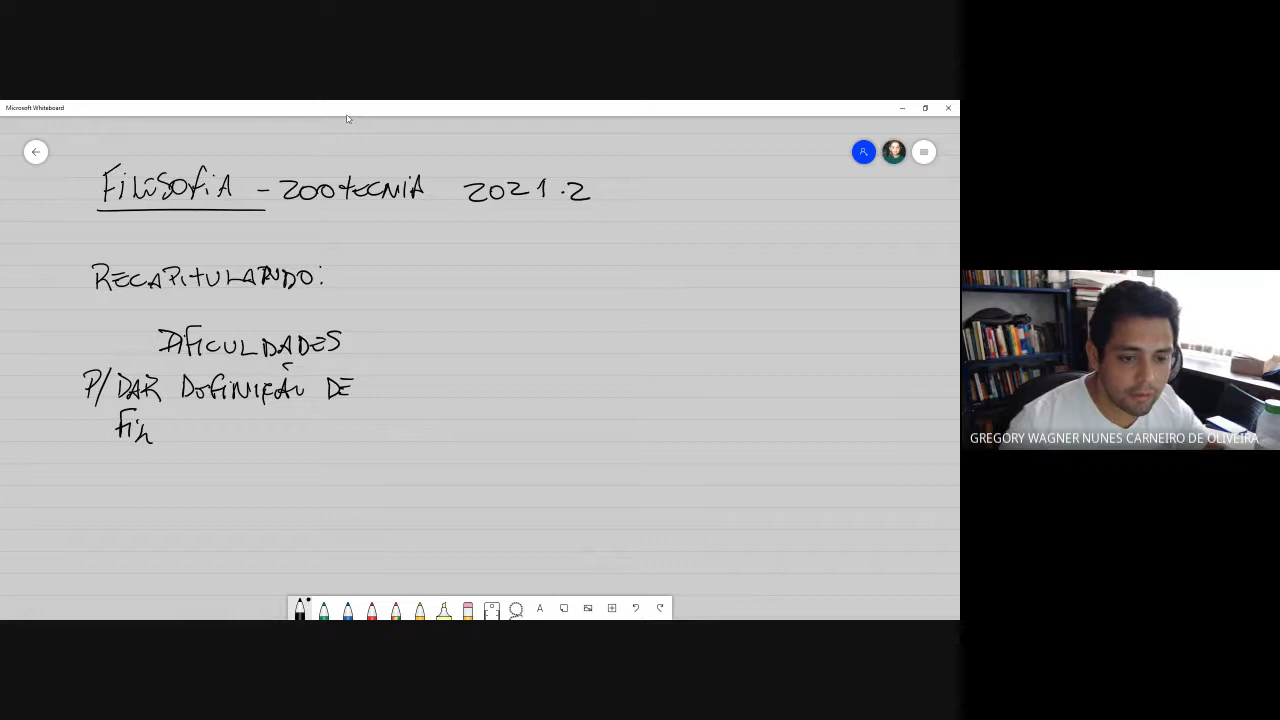 Microsoft Whiteboard
FiLOSOFiA - ZOOTECNIA 2021.2
RECAPITULANDO:
DIFICULDADES
P/ DAR DEFINIÇÃO DE
Fil
GREGORY WAGNER NUNES CARNEIRO DE OLIVEIRA